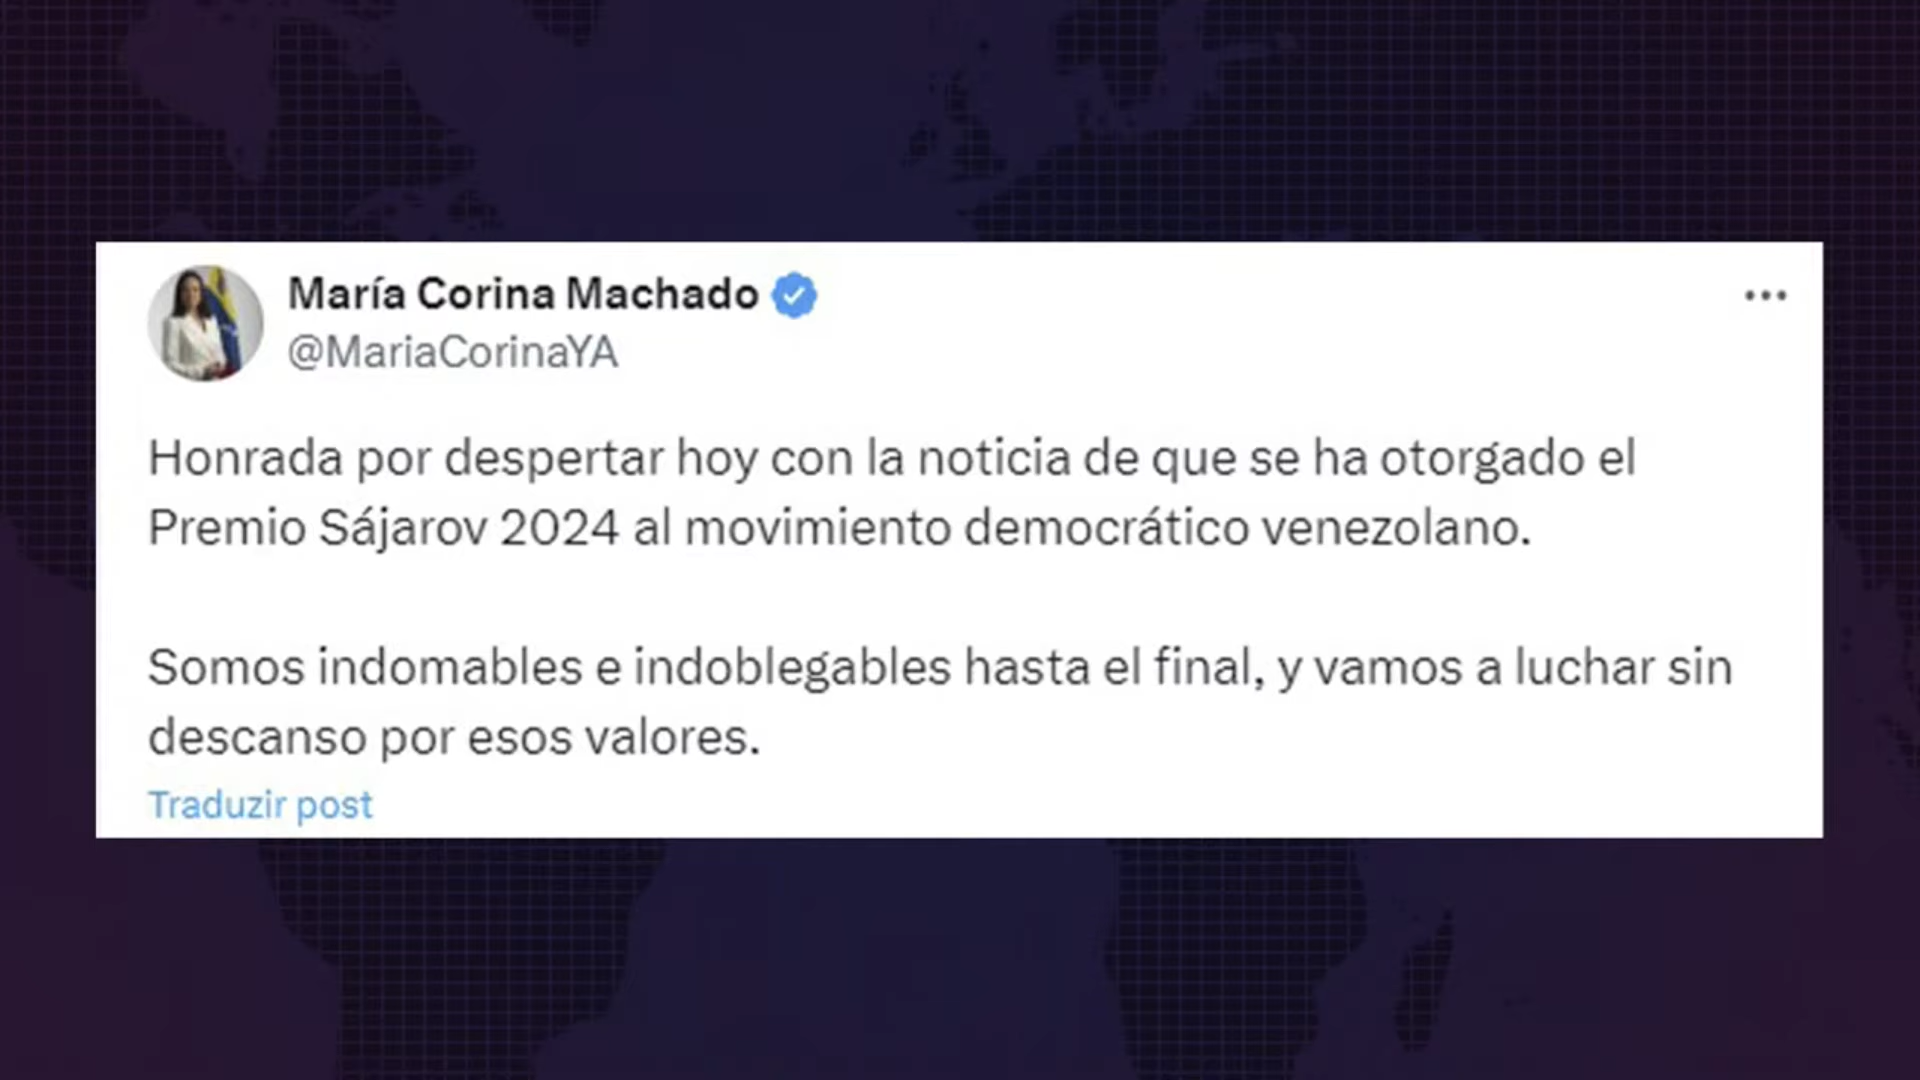 María Corina Machado
@MariaCorinaYA
Honrada por despertar hoy con la noticia de que se ha otorgado el
Premio Sájarov 2024 al movimiento democrático venezolano.
Somos indomables e indoblegables hasta el final, y vamos a luchar sin
descanso por esos valores.
Traduzir post